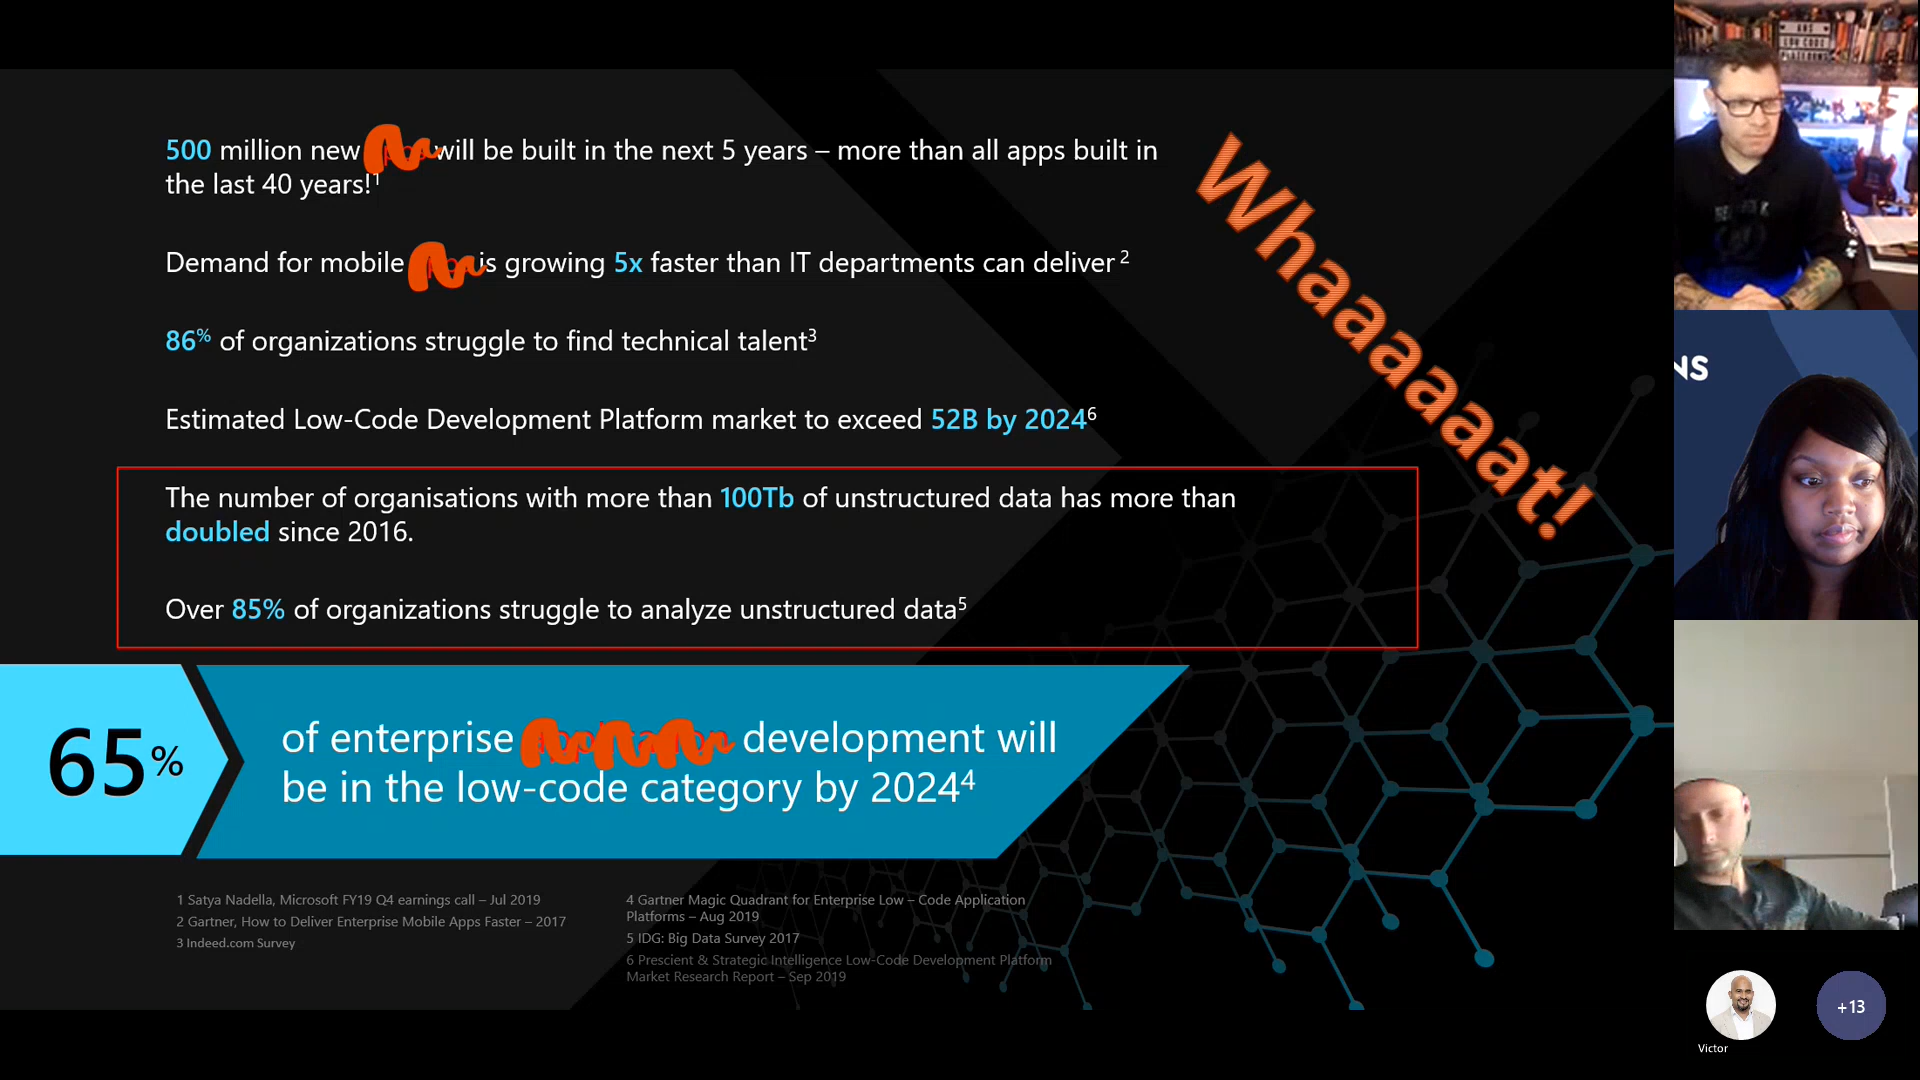 500 million new will be built in the next 5 years – more than all apps built in
the last 40 years!1
Demand for mobile is growing 5x faster than IT departments can deliver 2
86% of organizations struggle to find technical talent3
Estimated Low-Code Development Platform market to exceed 52B by 20246
The number of organisations with more than 100Tb of unstructured data has more than
doubled since 2016.
Over 85% of organizations struggle to analyze unstructured data5
Whaaaaaat!
65%
of enterprise development will
be in the low-code category by 20244
1 Satya Nadella, Microsoft FY19 Q4 earnings call – Jul 2019
2 Gartner, How to Deliver Enterprise Mobile Apps Faster – 2017
3 Indeed.com Survey
4 Gartner Magic Quadrant for Enterprise Low – Code Application
Platforms – Aug 2019
5 IDG: Big Data Survey 2017
6 Prescient & Strategic Intelligence Low-Code Development Platform
Market Research Report – Sep 2019
LOW CODE
NS
Victor
+13